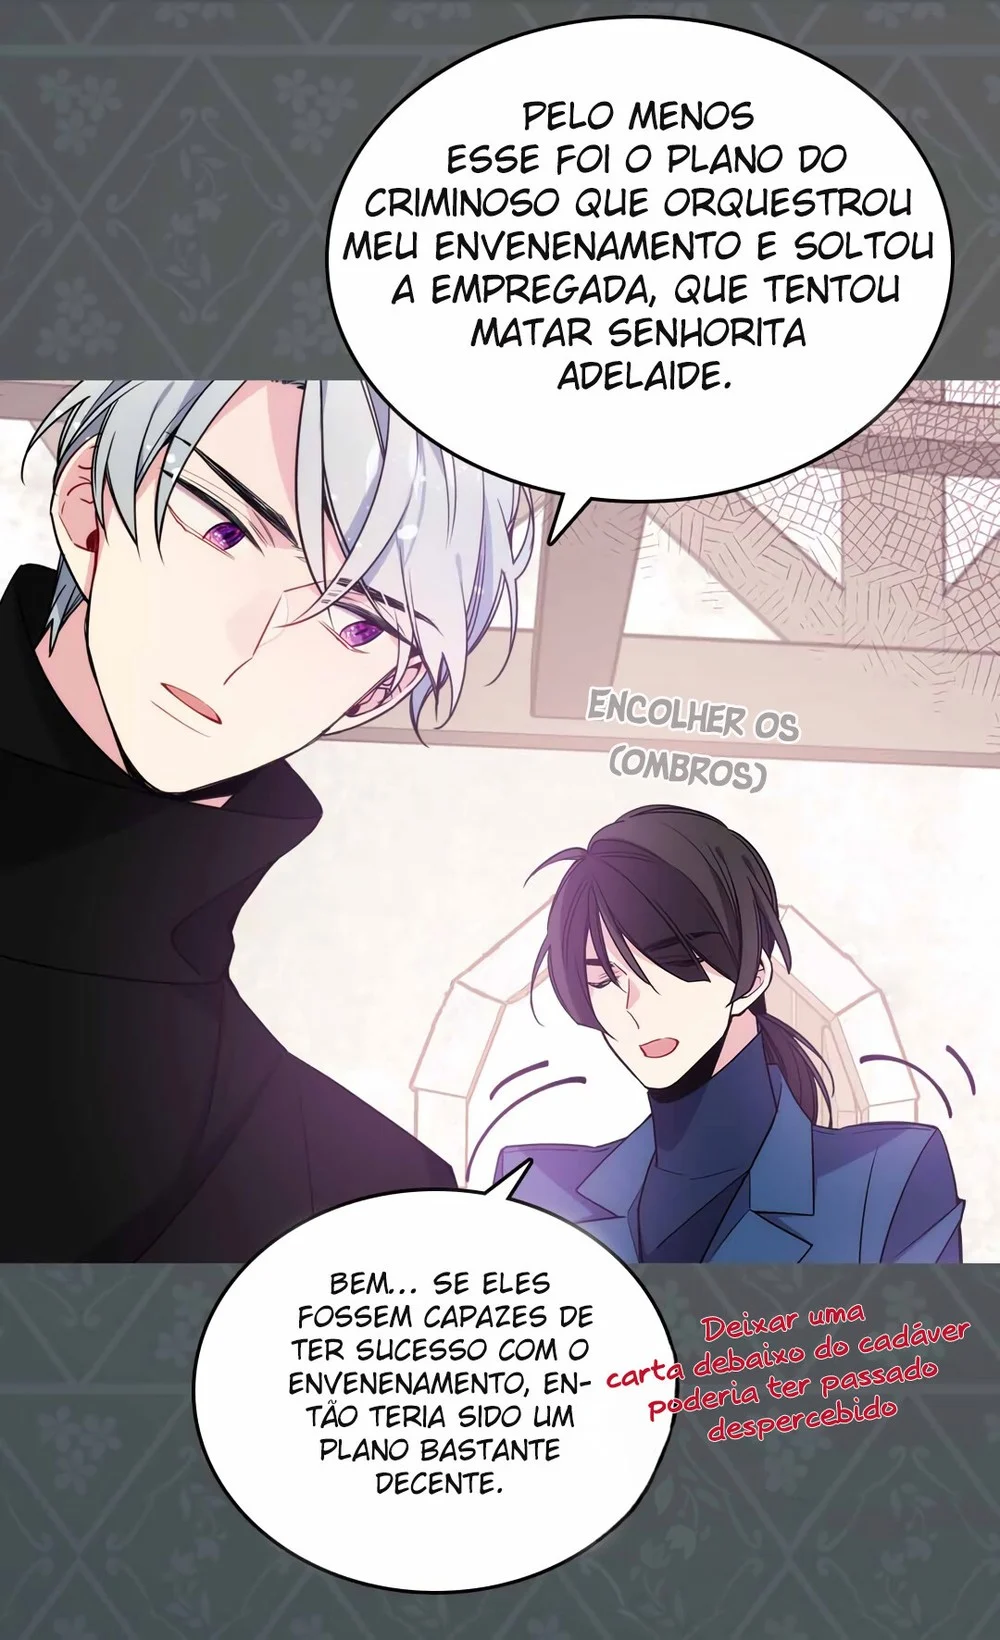 PELO MENOS
ESSE FOI O PLANO DO
CRIMINOSO QUE ORQUESTROU
MEU ENVENENAMENTO E SOLTOU
A EMPREGADA, QUE TENTOU
MATAR SENHORITA
ADELAIDE.
ENCOLHER OS
(OMBROS)
BEM... SE ELES
FOSSEM CAPAZES DE
TER SUCESSO COM O
ENVENENAMENTO, EN-
TÃO TERIA SIDO UM
PLANO BASTANTE
DECENTE.
Deixar uma
carta debaixo do cadáver
poderia ter passado
despercebido